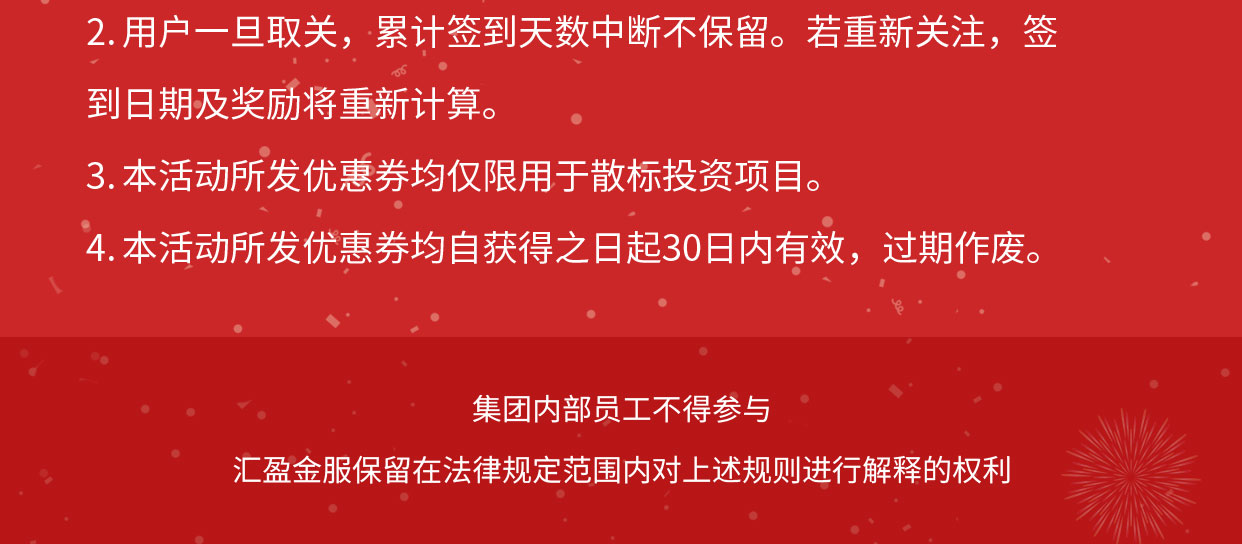 2. 用户一旦取关，累计签到天数中断不保留。若重新关注，签
到日期及奖励将重新计算。
3. 本活动所发优惠券均仅限用于散标投资项目。
4. 本活动所发优惠券均自获得之日起30日内有效，过期作废。
集团内部员工不得参与
汇盈金服保留在法律规定范围内对上述规则进行解释的权利